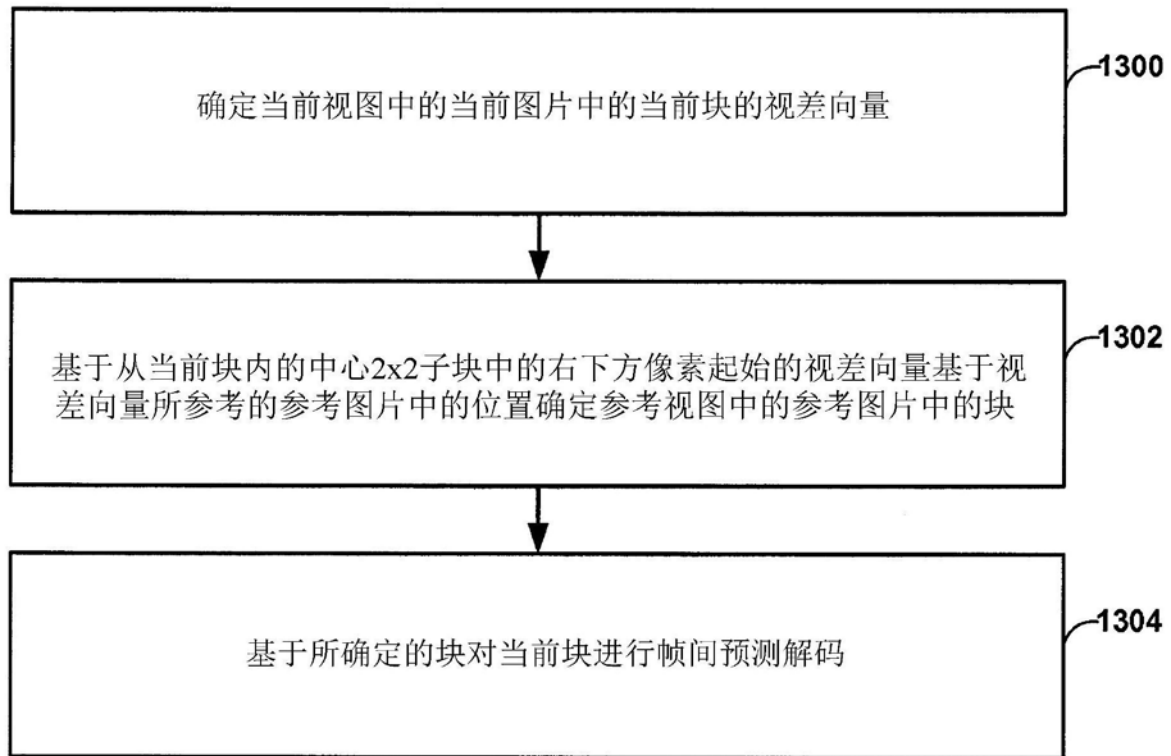 1300
确定当前视图中的当前图片中的当前块的视差向量
1302
基于从当前块内的中心2x2子块中的右下方像素起始的视差向量基于视
差向量所参考的参考图片中的位置确定参考视图中的参考图片中的块
1304
基于所确定的块对当前块进行帧间预测解码